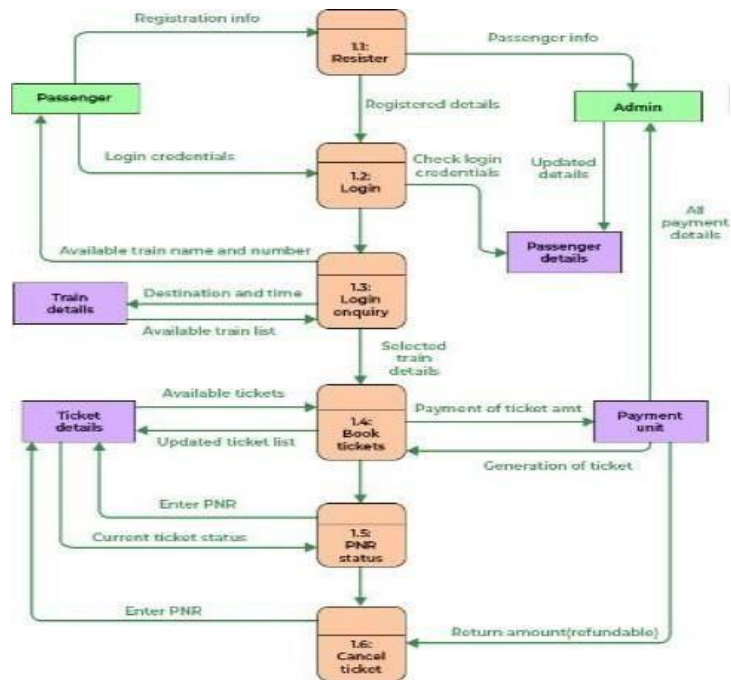 Registration info
1.1:
Resister
Passenger info
Passenger
Admin
Registered details
Login credentials
1.2:
Login
Check login
credentials
Updated
details
All
payment
details
Available train name and number
Passenger
details
1.3:
Login
enquiry
Train
details
Destination and time
Available train list
Selected
train
details
Available tickets
Ticket
details
1.4:
Book
tickets
Payment of ticket amt
Payment
unit
Updated ticket list
Generation of ticket
Enter PNR
1.5:
PNR
status
Current ticket status
Enter PNR
1.6:
Cancel
ticket
Return amount(refundable)